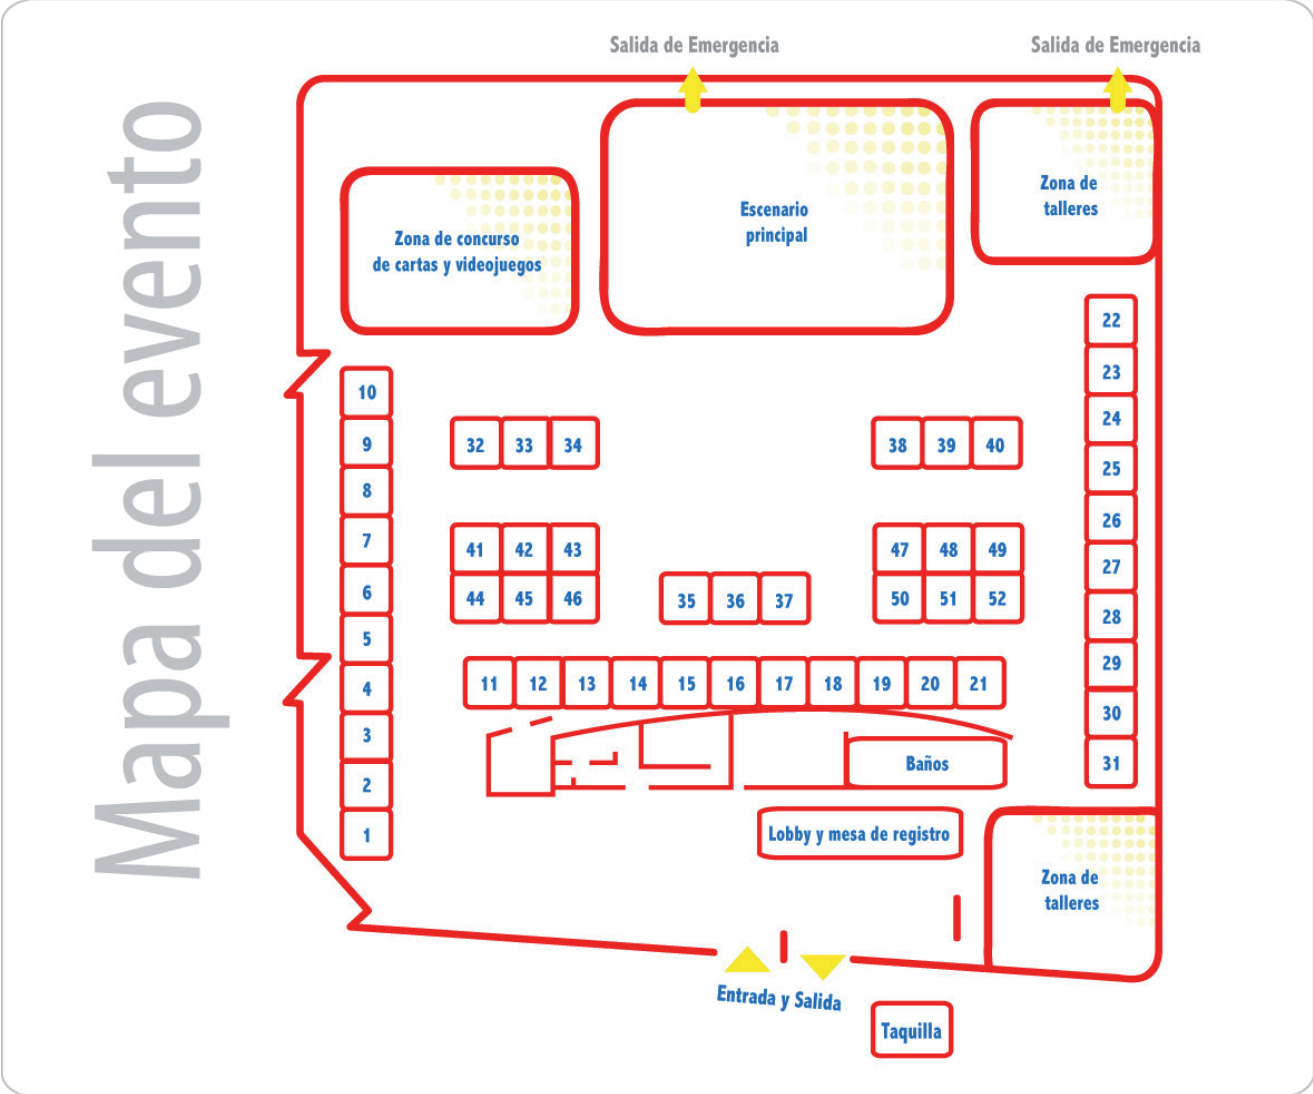 Mapa del evento
Salida de Emergencia
Salida de Emergencia
Zona de concurso
de cartas y videojuegos
Escenario
principal
Zona de
talleres
22
23
24
25
26
27
28
29
30
31
10
9
8
7
6
5
4
3
2
1
32 33 34
38 39 40
41 42 43
44 45 46
35 36 37
47 48 49
50 51 52
11 12 13 14 15 16 17 18 19 20 21
Baños
Lobby y mesa de registro
Zona de
talleres
Entrada y Salida
Taquilla